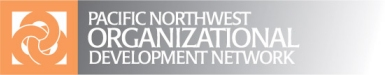 PACIFIC NORTHWEST
ORGANIZATIONAL
DEVELOPMENT NETWORK